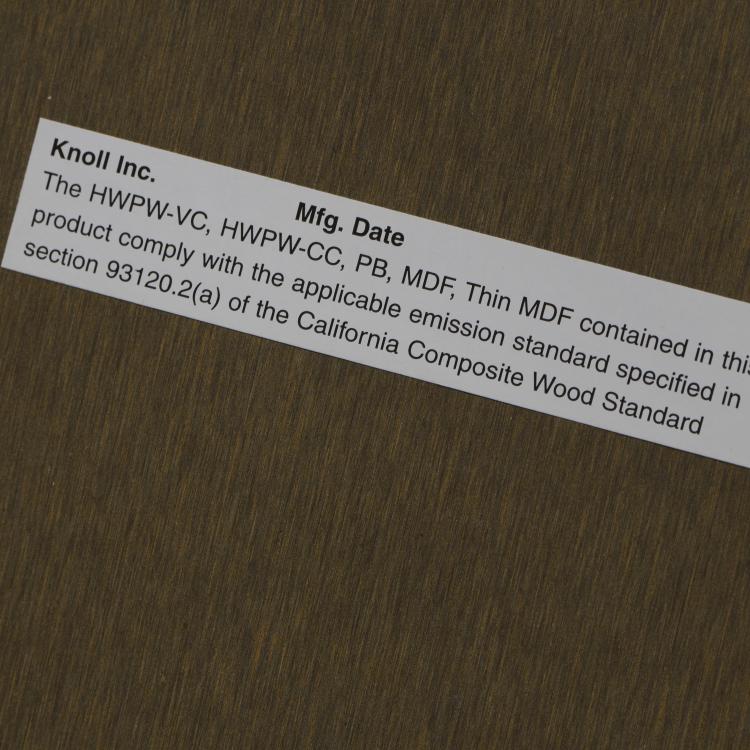 Knoll Inc.
Mfg. Date
The HWPW-VC, HWPW-CC, PB, MDF, Thin MDF contained in this
product comply with the applicable emission standard specified in
section 93120.2(a) of the California Composite Wood Standard